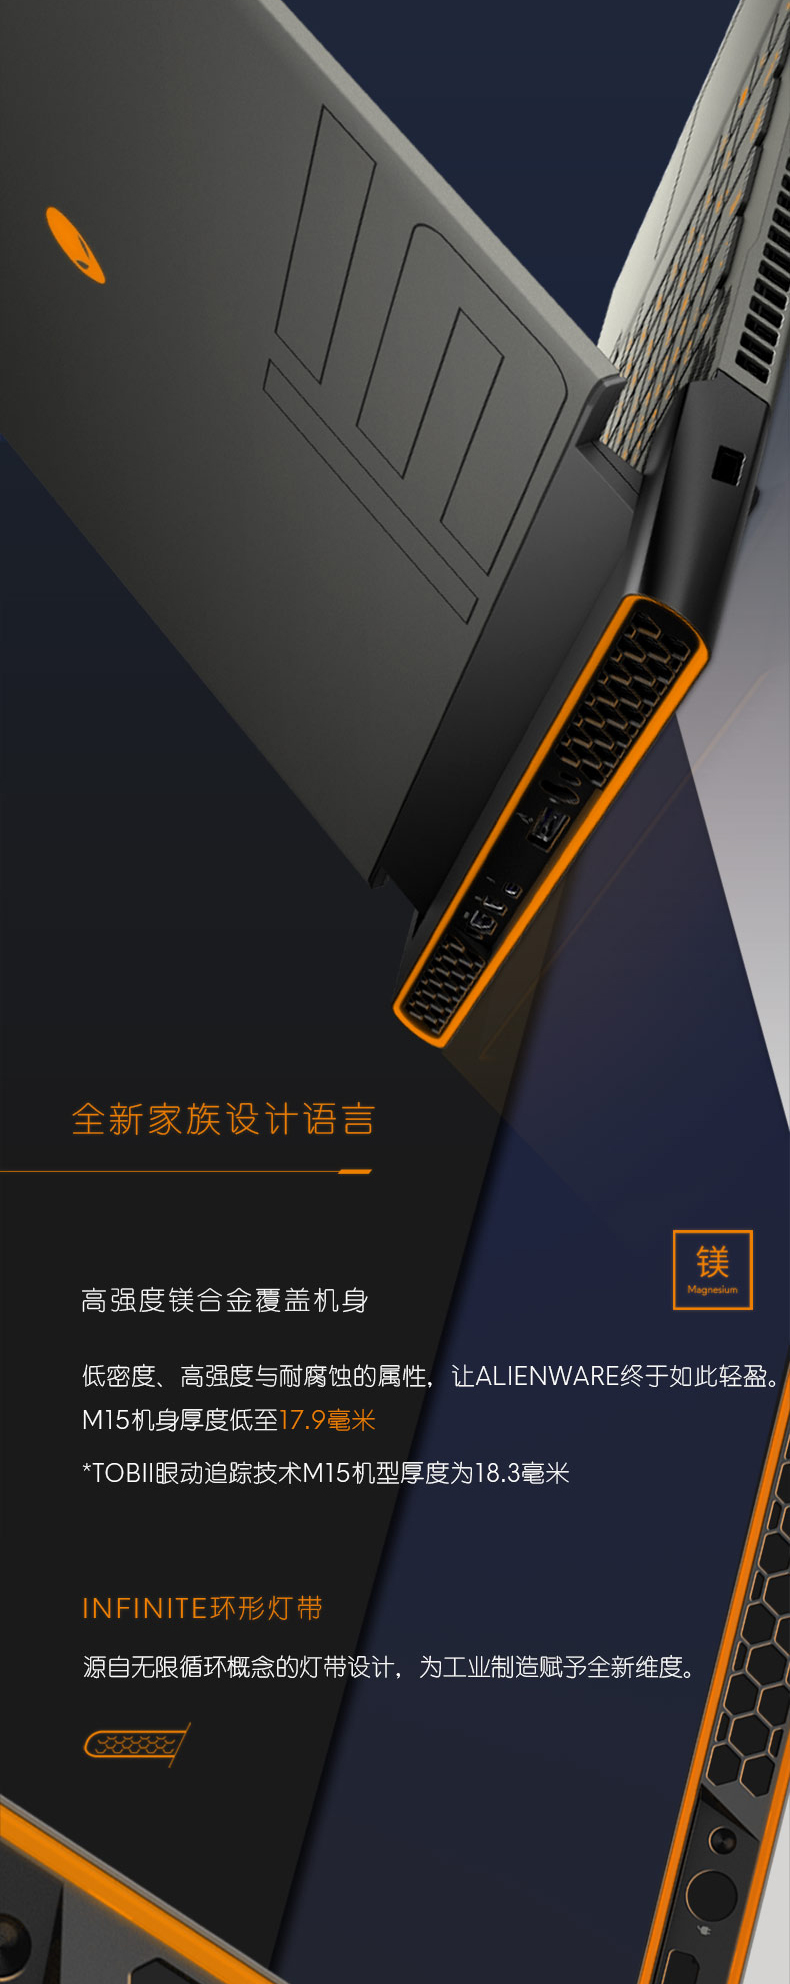 全新家族设计语言
镁
Magnesium
高强度镁合金覆盖机身
低密度、高强度与耐腐蚀的属性，让ALIENWARE终于如此轻盈。
M15机身厚度低至17.9毫米
*TOBII眼动追踪技术M15机型厚度为18.3毫米
INFINITE环形灯带
源自无限循环概念的灯带设计，为工业制造赋予全新维度。